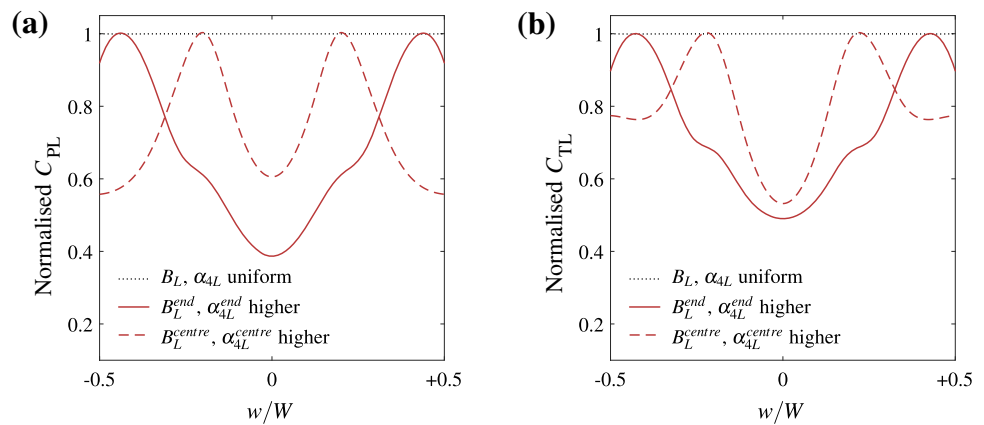 (a)
Normalised C_PL
1
0.8
0.6
0.4
0.2
B_L, α_4L uniform
B_L^end, α_4L^end higher
B_L^centre, α_4L^centre higher
-0.5
0
+0.5
w/W
(b)
Normalised C_TL
1
0.8
0.6
0.4
0.2
B_L, α_4L uniform
B_L^end, α_4L^end higher
B_L^centre, α_4L^centre higher
-0.5
0
+0.5
w/W